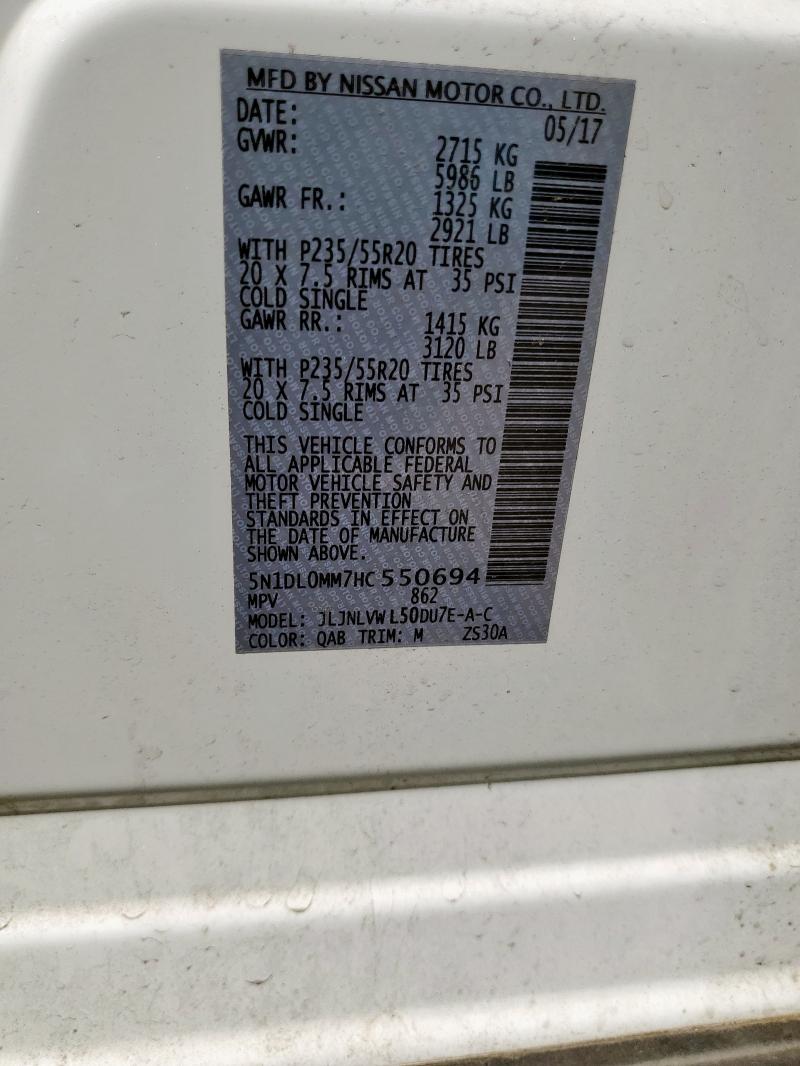 MFD BY NISSAN MOTOR CO., LTD.
DATE: 05/17
GVWR: 2715 KG
5986 LB
GAWR FR.: 1325 KG
2921 LB
WITH P235/55R20 TIRES
20 X 7.5 RIMS AT 35 PSI
COLD SINGLE
GAWR RR.: 1415 KG
3120 LB
WITH P235/55R20 TIRES
20 X 7.5 RIMS AT 35 PSI
COLD SINGLE
THIS VEHICLE CONFORMS TO
ALL APPLICABLE FEDERAL
MOTOR VEHICLE SAFETY AND
THEFT PREVENTION
STANDARDS IN EFFECT ON
THE DATE OF MANUFACTURE
SHOWN ABOVE.
5N1DL0MM7HC550694
MPV 862
MODEL: JLJNLVWL50DU7E-A-C
COLOR: QAB TRIM: M ZS30A